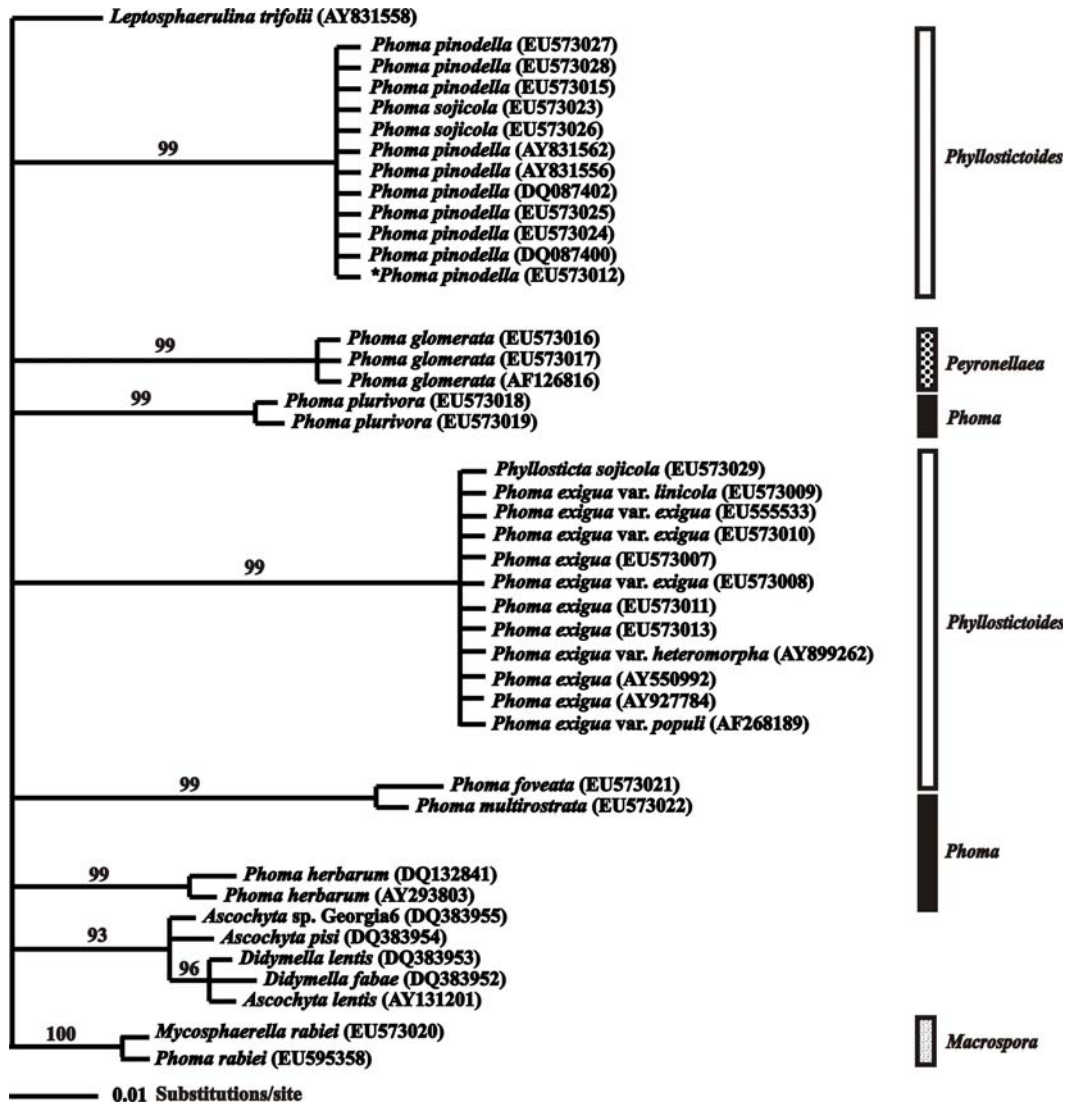 Leptosphaerulina trifolii (AY831558)
Phoma pinodella (EU573027)
Phoma pinodella (EU573028)
Phoma pinodella (EU573015)
Phoma sojicola (EU573023)
Phoma sojicola (EU573026)
99
Phoma pinodella (AY831562)
Phyllostictoides
Phoma pinodella (AY831556)
Phoma pinodella (DQ087402)
Phoma pinodella (EU573025)
Phoma pinodella (EU573024)
Phoma pinodella (DQ087400)
*Phoma pinodella (EU573012)
Phoma glomerata (EU573016)
99
Phoma glomerata (EU573017)
Peyronellaea
Phoma glomerata (AF126816)
99
Phoma plurivora (EU573018)
Phoma
Phoma plurivora (EU573019)
Phyllosticta sojicola (EU573029)
Phoma exigua var. linicola (EU573009)
Phoma exigua var. exigua (EU555533)
Phoma exigua var. exigua (EU573010)
Phoma exigua (EU573007)
99
Phoma exigua var. exigua (EU573008)
Phoma exigua (EU573011)
Phyllostictoides
Phoma exigua (EU573013)
Phoma exigua var. heteromorpha (AY899262)
Phoma exigua (AY550992)
Phoma exigua (AY927784)
Phoma exigua var. populi (AF268189)
99
Phoma foveata (EU573021)
Phoma multirostrata (EU573022)
Phoma
99
Phoma herbarum (DQ132841)
Phoma herbarum (AY293803)
Ascochyta sp. Georgia6 (DQ383955)
93
Ascochyta pisi (DQ383954)
Didymella lentis (DQ383953)
96
Didymella fabae (DQ383952)
Ascochyta lentis (AY131201)
100
Mycosphaerella rabiei (EU573020)
Macrospora
Phoma rabiei (EU595358)
0.01 Substitutions/site